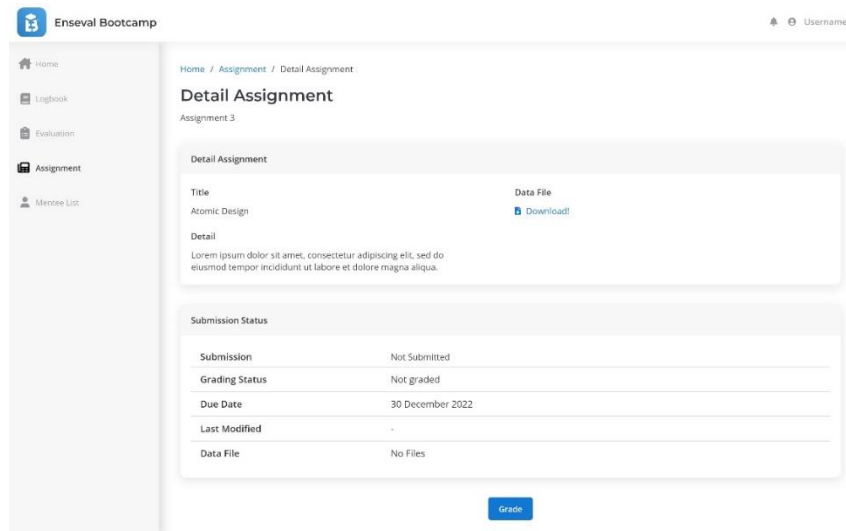 Enseval Bootcamp
Username
Home
Logbook
Evaluation
Assignment
Mentee List
Home / Assignment / Detail Assignment
Detail Assignment
Assignment 3
Detail Assignment
Title
Data File
Atomic Design
Download!
Detail
Lorem ipsum dolor sit amet, consectetur adipiscing elit, sed do
eiusmod tempor incididunt ut labore et dolore magna aliqua.
Submission Status
Submission Not Submitted
Grading Status Not graded
Due Date 30 December 2022
Last Modified -
Data File No Files
Grade